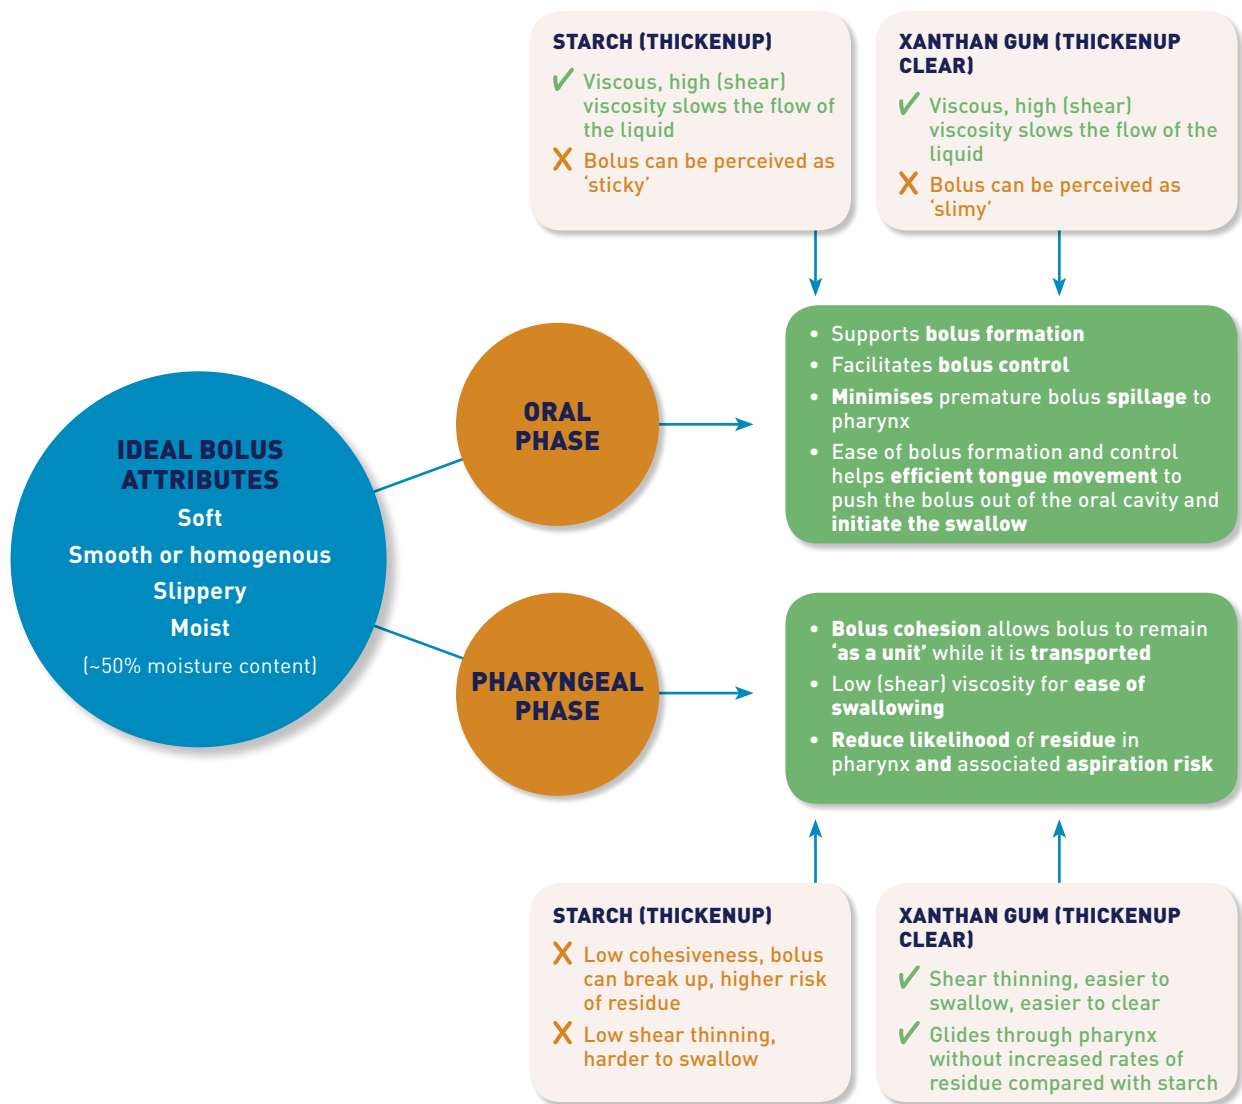 STARCH (THICKENUP)
✓ Viscous, high (shear)
viscosity slows the flow of
the liquid
✗ Bolus can be perceived as
‘sticky’
XANTHAN GUM (THICKENUP
CLEAR)
✓ Viscous, high (shear)
viscosity slows the flow of the
liquid
✗ Bolus can be perceived as
‘slimy’
IDEAL BOLUS
ATTRIBUTES
Soft
Smooth or homogenous
Slippery
Moist
(~50% moisture content)
ORAL
PHASE
• Supports bolus formation
• Facilitates bolus control
• Minimises premature bolus spillage to
pharynx
• Ease of bolus formation and control
helps efficient tongue movement to
push the bolus out of the oral cavity and
initiate the swallow
PHARYNGEAL
PHASE
• Bolus cohesion allows bolus to remain
‘as a unit’ while it is transported
• Low (shear) viscosity for ease of
swallowing
• Reduce likelihood of residue in
pharynx and associated aspiration risk
STARCH (THICKENUP)
✗ Low cohesiveness, bolus
can break up, higher risk
of residue
✗ Low shear thinning,
harder to swallow
XANTHAN GUM (THICKENUP
CLEAR)
✓ Shear thinning, easier to
swallow, easier to clear
✓ Glides through pharynx
without increased rates of
residue compared with starch